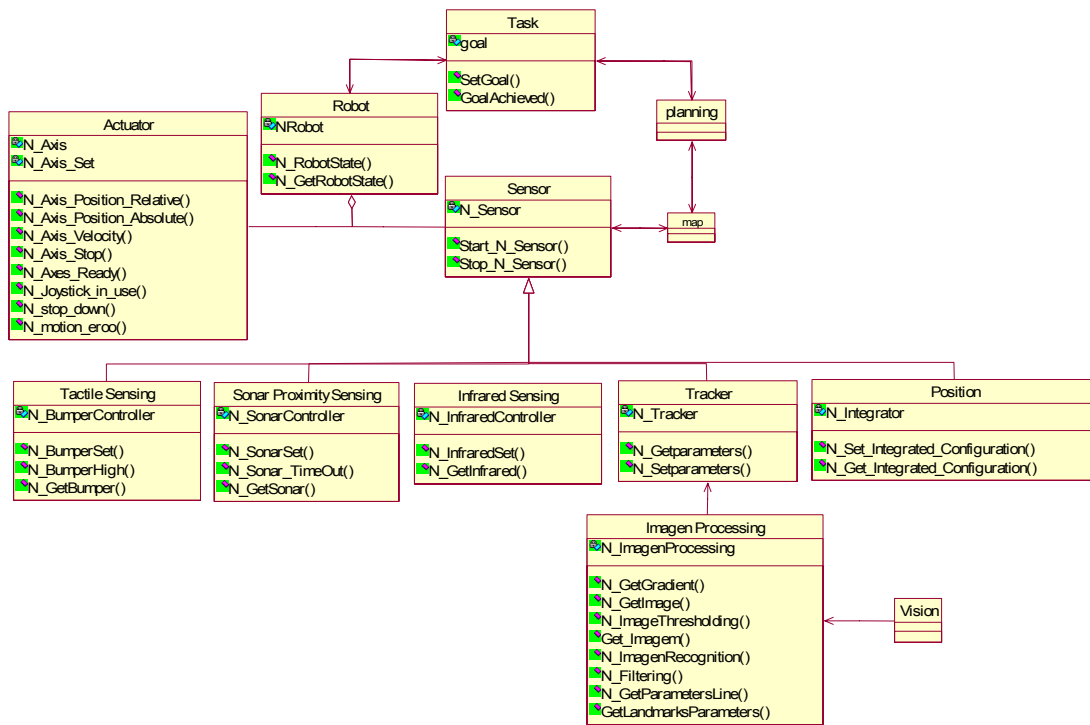 Task
goal
SetGoal()
GoalAchieved()
Robot
NRobot
N_RobotState()
N_GetRobotState()
planning
Actuator
N_Axis
N_Axis_Set
N_Axis_Position_Relative()
N_Axis_Position_Absolute()
N_Axis_Velocity()
N_Axis_Stop()
N_Axes_Ready()
N_Joystick_in_use()
N_stop_down()
N_motion_eroo()
Sensor
N_Sensor
Start_N_Sensor()
Stop_N_Sensor()
map
Tactile Sensing
N_BumperController
N_BumperSet()
N_BumperHigh()
N_GetBumper()
Sonar Proximity Sensing
N_SonarController
N_SonarSet()
N_Sonar_TimeOut()
N_GetSonar()
Infrared Sensing
N_InfraredController
N_InfraredSet()
N_GetInfrared()
Tracker
N_Tracker
N_Getparameters()
N_Setparameters()
Position
N_Integrator
N_Set_Integrated_Configuration()
N_Get_Integrated_Configuration()
Imagen Processing
N_ImagenProcessing
N_GetGradient()
N_GetImage()
N_ImageThresholding()
Get_Imagem()
N_ImagenRecognition()
N_Filtering()
N_GetParametersLine()
GetLandmarksParameters()
Vision